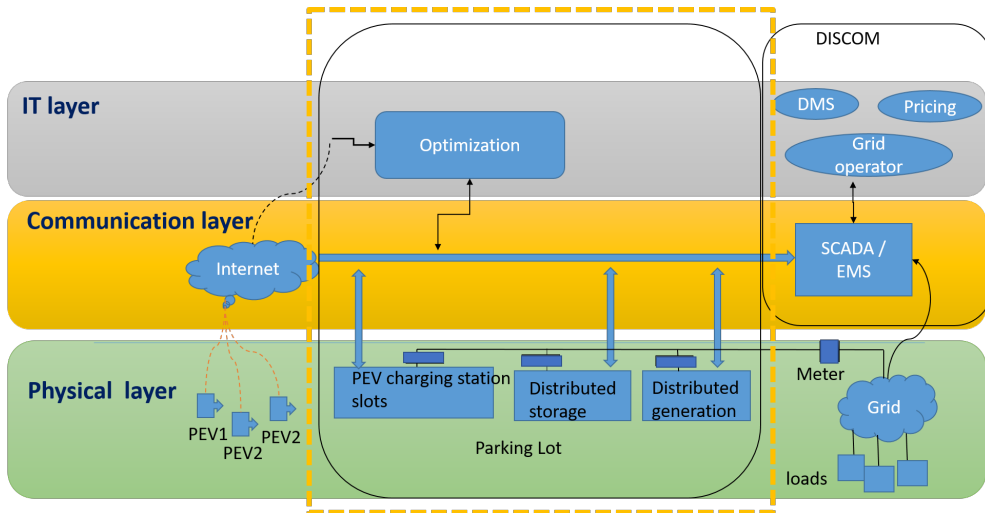 DISCOM
IT layer
DMS
Pricing
Optimization
Grid
operator
Communication layer
Internet
SCADA /
EMS
Physical layer
PEV charging station
slots
Distributed
storage
Distributed
generation
Meter
Grid
PEV1
PEV2
PEV2
Parking Lot
loads